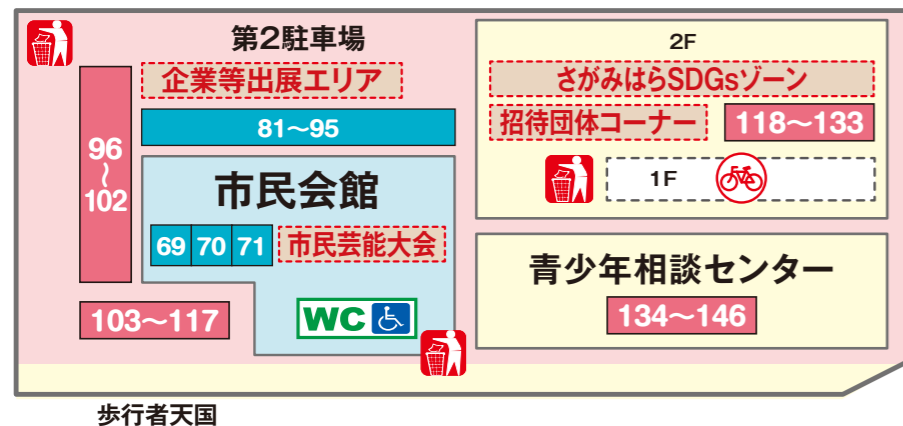 第2駐車場
企業等出展エリア
81～95
96～102
市民会館
69 70 71
市民芸能大会
103～117
WC
2F
さがみはらSDGsゾーン
招待団体コーナー
118～133
1F
青少年相談センター
134～146
歩行者天国